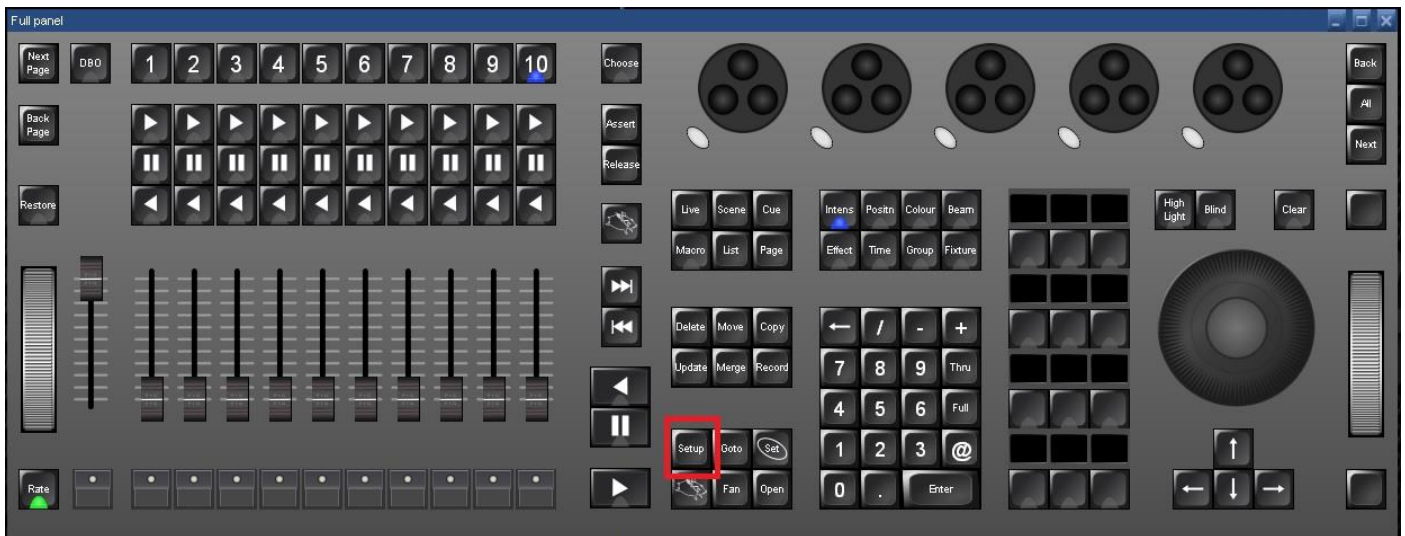 Full panel
Next Page
DBO
1 2 3 4 5 6 7 8 9 10
Choose
Back
Back Page
Assert
All
Release
Next
Restore
Live Scene Cue
Intens Positn Colour Beam
High Light
Blind
Clear
Macro List Page
Effect Time Group Fixture
Delete Move Copy
← / - +
Update Merge Record
7 8 9 Thru
4 5 6 Full
Setup Goto Set
1 2 3 @
Rate
Fan Open
0 . Enter